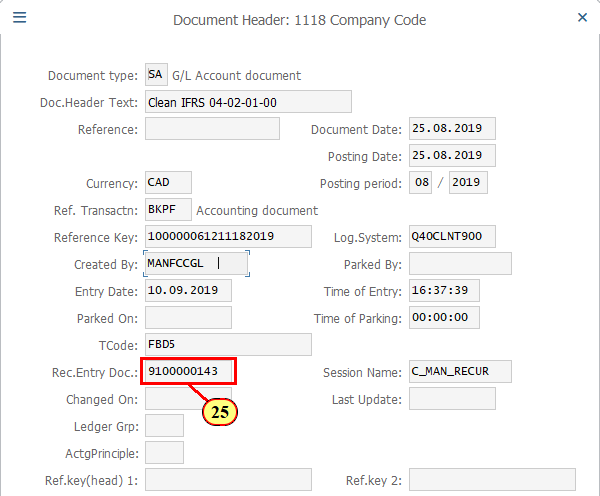 Document Header: 1118 Company Code
Document type: SA G/L Account document
Doc.Header Text: Clean IFRS 04-02-01-00
Reference: Document Date: 25.08.2019
Posting Date: 25.08.2019
Currency: CAD Posting period: 08 / 2019
Ref. Transactn: BKPF Accounting document
Reference Key: 100000061211182019 Log.System: Q40CLNT900
Created By: MANFCCGL Parked By:
Entry Date: 10.09.2019 Time of Entry: 16:37:39
Parked On: Time of Parking: 00:00:00
TCode: FBD5
Rec.Entry Doc.: 9100000143 Session Name: C_MAN_RECUR
Changed On: Last Update:
25
Ledger Grp:
ActgPrinciple:
Ref.key(head) 1: Ref.key 2: